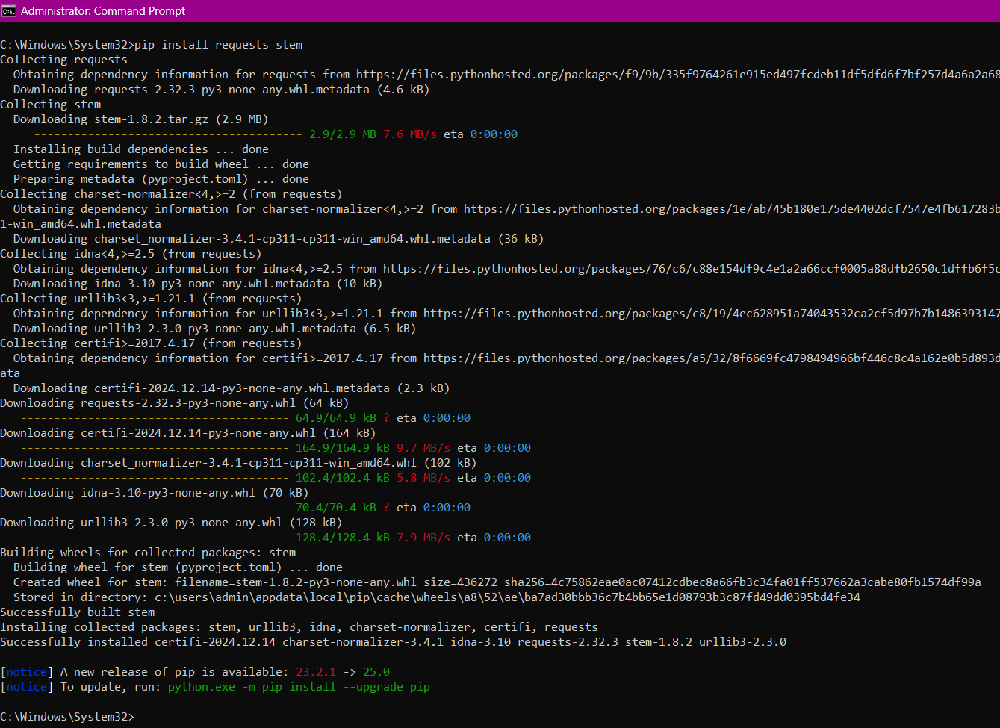 Administrator: Command Prompt
C:\Windows\System32>pip install requests stem
Collecting requests
  Obtaining dependency information for requests from https://files.pythonhosted.org/packages/f9/9b/335f9764261e915ed497fcdeb11df5dfd6f7bf257d4a6a2a68
  Downloading requests-2.32.3-py3-none-any.whl.metadata (4.6 kB)
Collecting stem
  Downloading stem-1.8.2.tar.gz (2.9 MB)
     ---------------------------------------- 2.9/2.9 MB 7.6 MB/s eta 0:00:00
  Installing build dependencies ... done
  Getting requirements to build wheel ... done
  Preparing metadata (pyproject.toml) ... done
Collecting charset-normalizer<4,>=2 (from requests)
  Obtaining dependency information for charset-normalizer<4,>=2 from https://files.pythonhosted.org/packages/1e/ab/45b180e175de4402dcf7547e4fb617283b
1-win_amd64.whl.metadata
  Downloading charset_normalizer-3.4.1-cp311-cp311-win_amd64.whl.metadata (36 kB)
Collecting idna<4,>=2.5 (from requests)
  Obtaining dependency information for idna<4,>=2.5 from https://files.pythonhosted.org/packages/76/c6/c88e154df9c4e1a2a66ccf0005a88dfb2650c1dffb6f5c
  Downloading idna-3.10-py3-none-any.whl.metadata (10 kB)
Collecting urllib3<3,>=1.21.1 (from requests)
  Obtaining dependency information for urllib3<3,>=1.21.1 from https://files.pythonhosted.org/packages/c8/19/4ec628951a74043532ca2cf5d97b7b1486393147
  Downloading urllib3-2.3.0-py3-none-any.whl.metadata (6.5 kB)
Collecting certifi>=2017.4.17 (from requests)
  Obtaining dependency information for certifi>=2017.4.17 from https://files.pythonhosted.org/packages/a5/32/8f6669fc4798494966bf446c8c4a162e0b5d893d
ata
  Downloading certifi-2024.12.14-py3-none-any.whl.metadata (2.3 kB)
Downloading requests-2.32.3-py3-none-any.whl (64 kB)
   ---------------------------------------- 64.9/64.9 kB ? eta 0:00:00
Downloading certifi-2024.12.14-py3-none-any.whl (164 kB)
   ---------------------------------------- 164.9/164.9 kB 9.7 MB/s eta 0:00:00
Downloading charset_normalizer-3.4.1-cp311-cp311-win_amd64.whl (102 kB)
   ---------------------------------------- 102.4/102.4 kB 5.8 MB/s eta 0:00:00
Downloading idna-3.10-py3-none-any.whl (70 kB)
   ---------------------------------------- 70.4/70.4 kB ? eta 0:00:00
Downloading urllib3-2.3.0-py3-none-any.whl (128 kB)
   ---------------------------------------- 128.4/128.4 kB 7.9 MB/s eta 0:00:00
Building wheels for collected packages: stem
  Building wheel for stem (pyproject.toml) ... done
  Created wheel for stem: filename=stem-1.8.2-py3-none-any.whl size=436272 sha256=4c75862eae0ac07412cdbec8a66fb3c34fa01ff537662a3cabe80fb1574df99a
  Stored in directory: c:\users\admin\appdata\local\pip\cache\wheels\a8\52\ae\ba7ad30bbb36c7b4bb65e1d08793b3c87fd49dd0395bd4fe34
Successfully built stem
Installing collected packages: stem, urllib3, idna, charset-normalizer, certifi, requests
Successfully installed certifi-2024.12.14 charset-normalizer-3.4.1 idna-3.10 requests-2.32.3 stem-1.8.2 urllib3-2.3.0
[notice] A new release of pip is available: 23.2.1 -> 25.0
[notice] To update, run: python.exe -m pip install --upgrade pip
C:\Windows\System32>